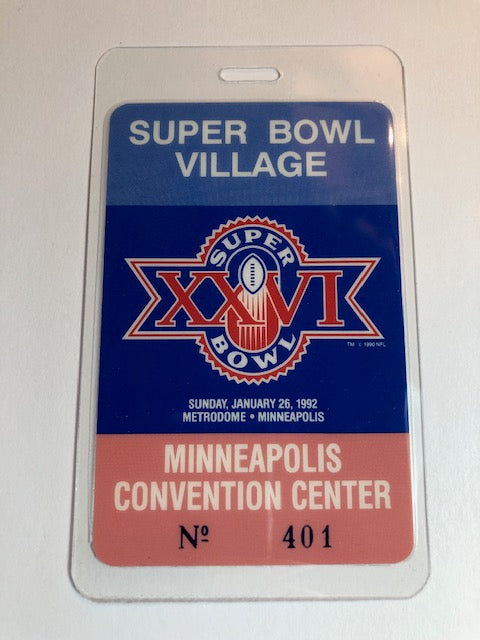 SUPER BOWL
VILLAGE
SUPER
XXVI
BOWL
TM © 1990 NFL
SUNDAY, JANUARY 26, 1992
METRODOME • MINNEAPOLIS
MINNEAPOLIS
CONVENTION CENTER
Nº 401